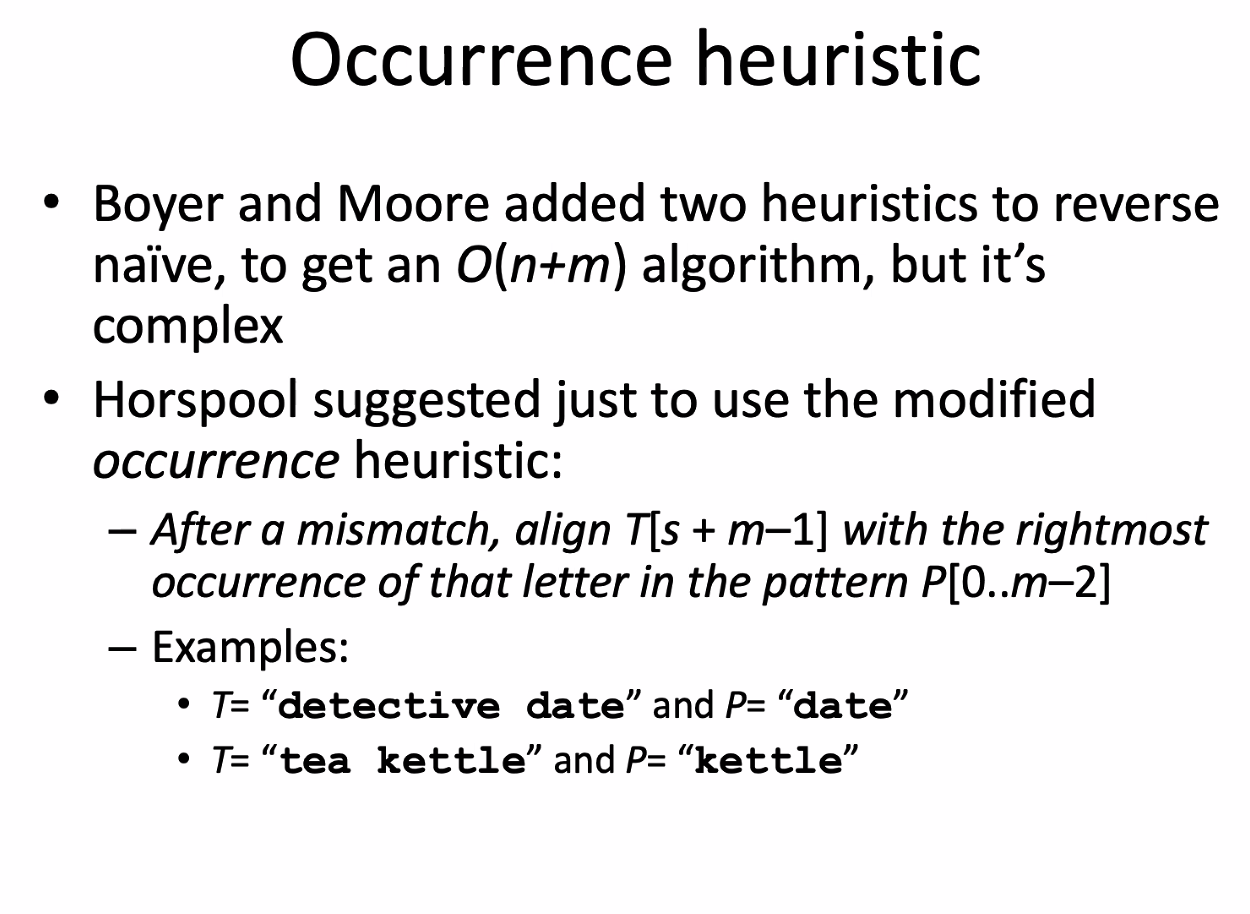 Occurrence heuristic
• Boyer and Moore added two heuristics to reverse
naïve, to get an O(n+m) algorithm, but it’s
complex
• Horspool suggested just to use the modified
occurrence heuristic:
– After a mismatch, align T[s + m–1] with the rightmost
occurrence of that letter in the pattern P[0..m–2]
– Examples:
• T= “detective date” and P= “date”
• T= “tea kettle” and P= “kettle”